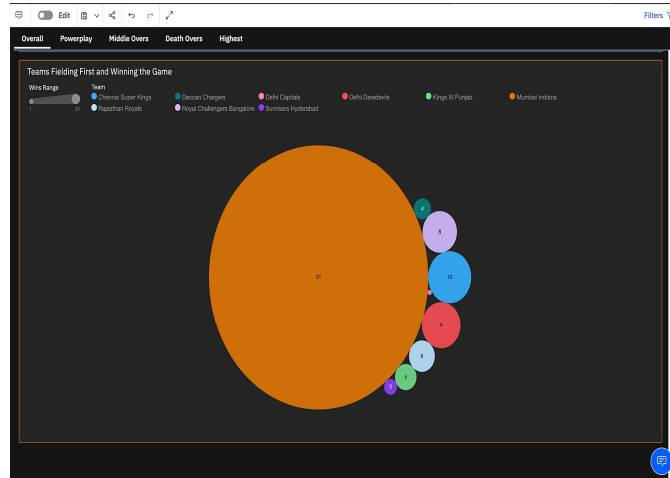 Edit
Filters
Overall Powerplay Middle Overs Death Overs Highest
Teams Fielding First and Winning the Game
Wins Range
1 51
Team
Chennai Super Kings Deccan Chargers Delhi Capitals Delhi Daredevils Kings XI Punjab Mumbai Indians
Rajasthan Royals Royal Challengers Bangalore Sunrisers Hyderabad
4
8
51
10
5
3